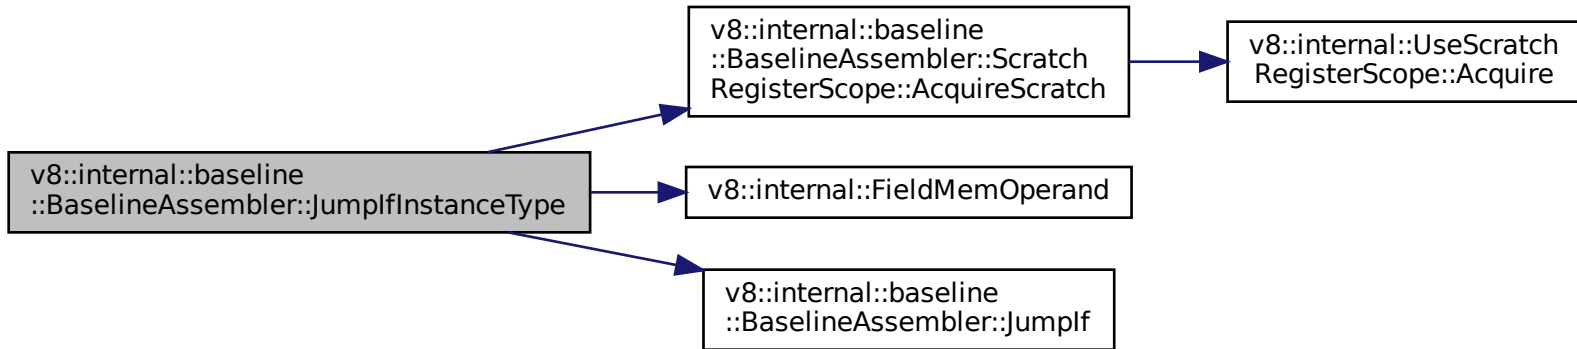 v8::internal::baseline
::BaselineAssembler::JumpIfInstanceType
v8::internal::baseline
::BaselineAssembler::Scratch
RegisterScope::AcquireScratch
v8::internal::UseScratch
RegisterScope::Acquire
v8::internal::FieldMemOperand
v8::internal::baseline
::BaselineAssembler::JumpIf